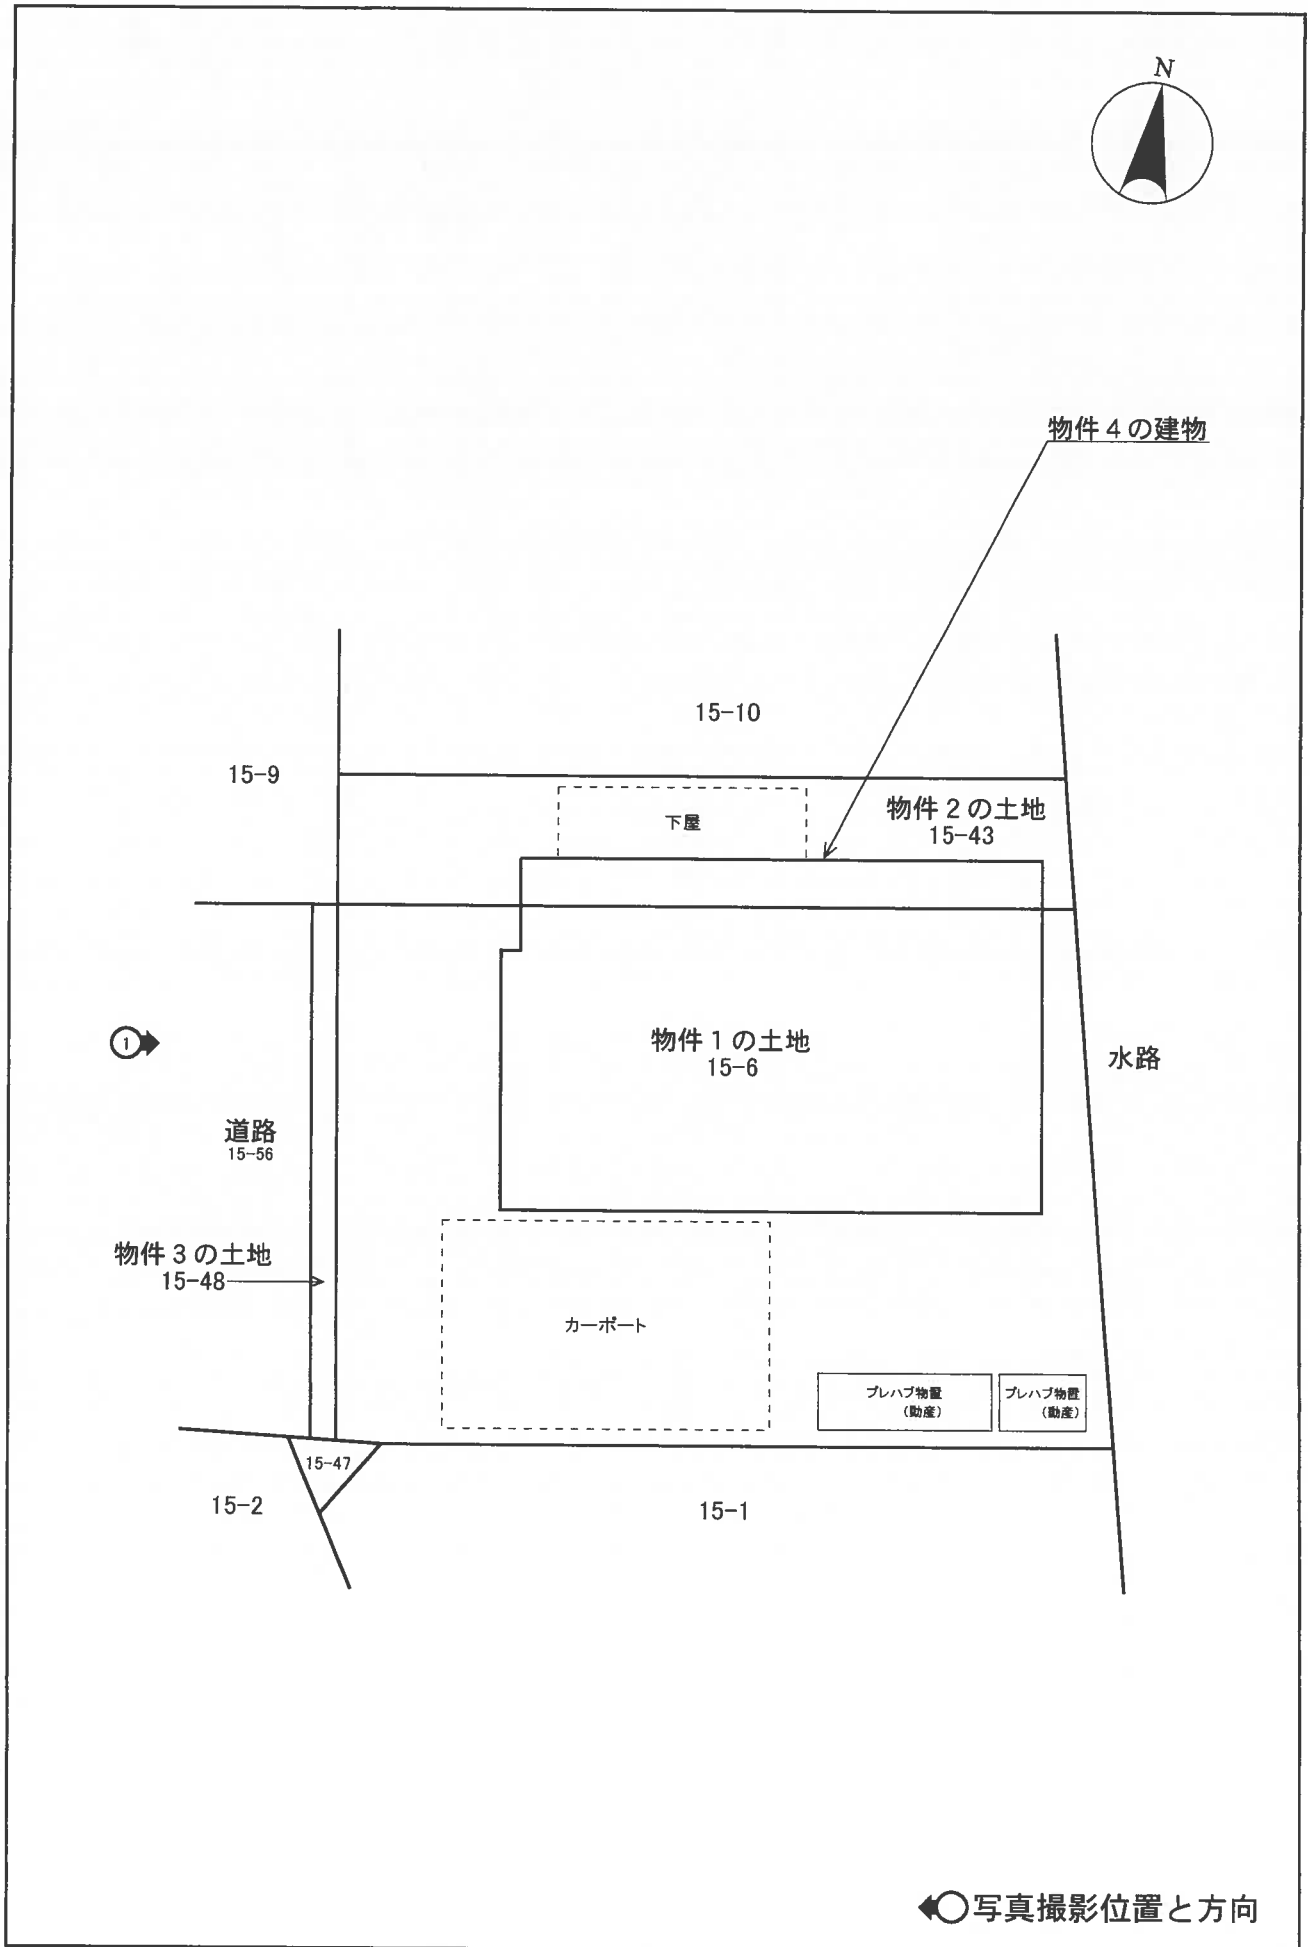 N
物件４の建物
15-10
15-9
物件２の土地
15-43
下屋
物件１の土地
15-6
①
水路
道路
15-56
物件３の土地
15-48
カーポート
プレハブ物置
（動産）
プレハブ物置
（動産）
15-47
15-2
15-1
写真撮影位置と方向